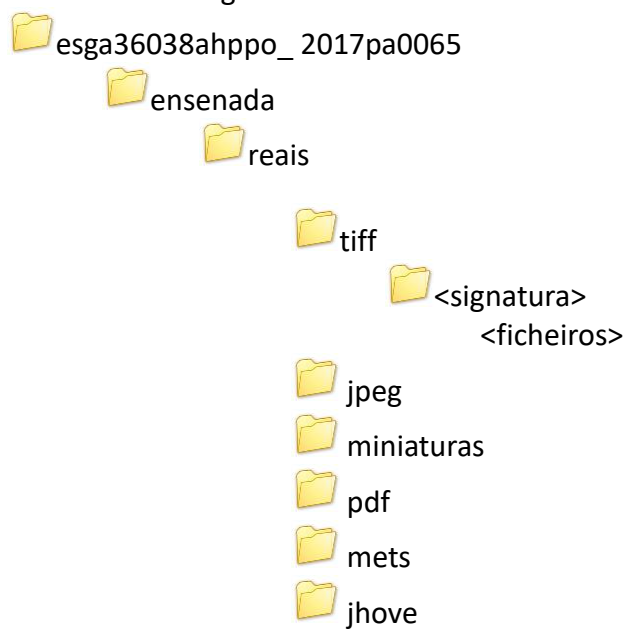 esga36038ahppo_ 2017pa0065
ensenada
reais
tiff
<signatura>
<ficheiros>
jpeg
miniaturas
pdf
mets
jhove